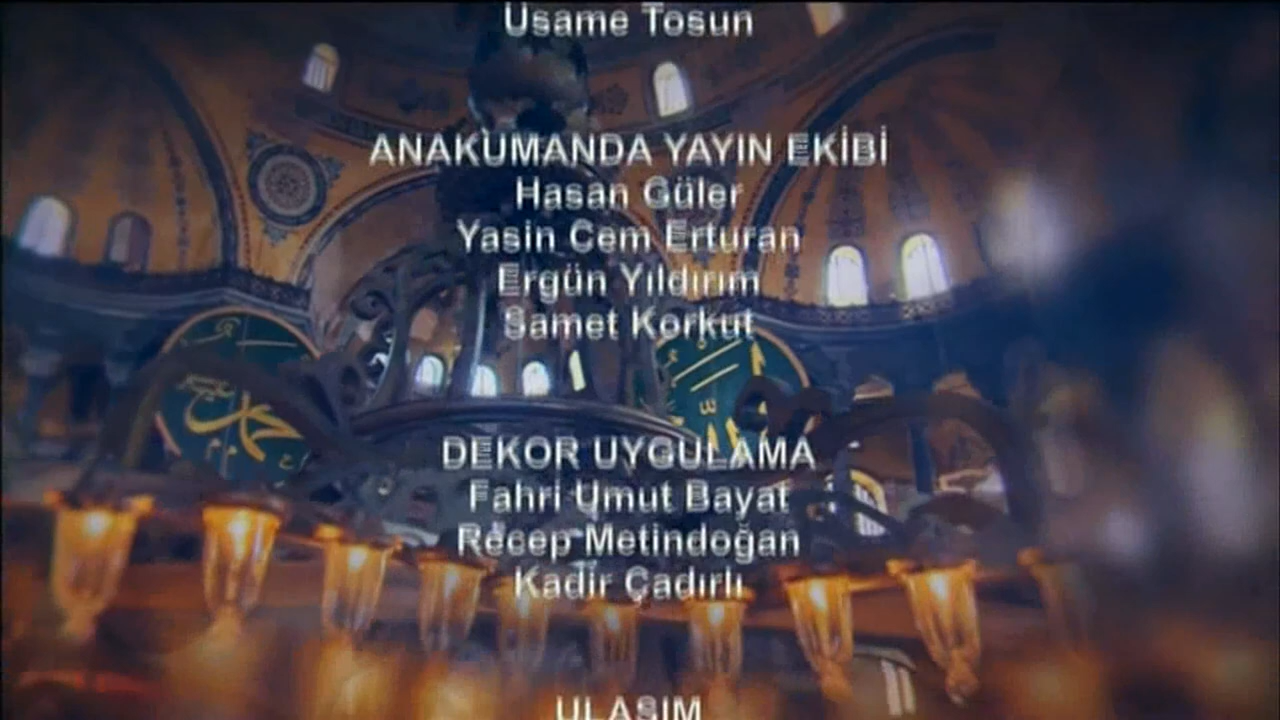 Usame Tosun
ANAKUMANDA YAYIN EKİBİ
Hasan Güler
Yasin Cem Erturan
Ergün Yıldırım
Samet Korkut
محمد
DEKOR UYGULAMA
Fahri Umut Bayat
Recep Metindoğan
Kadir Çadırlı
ULAŞIM